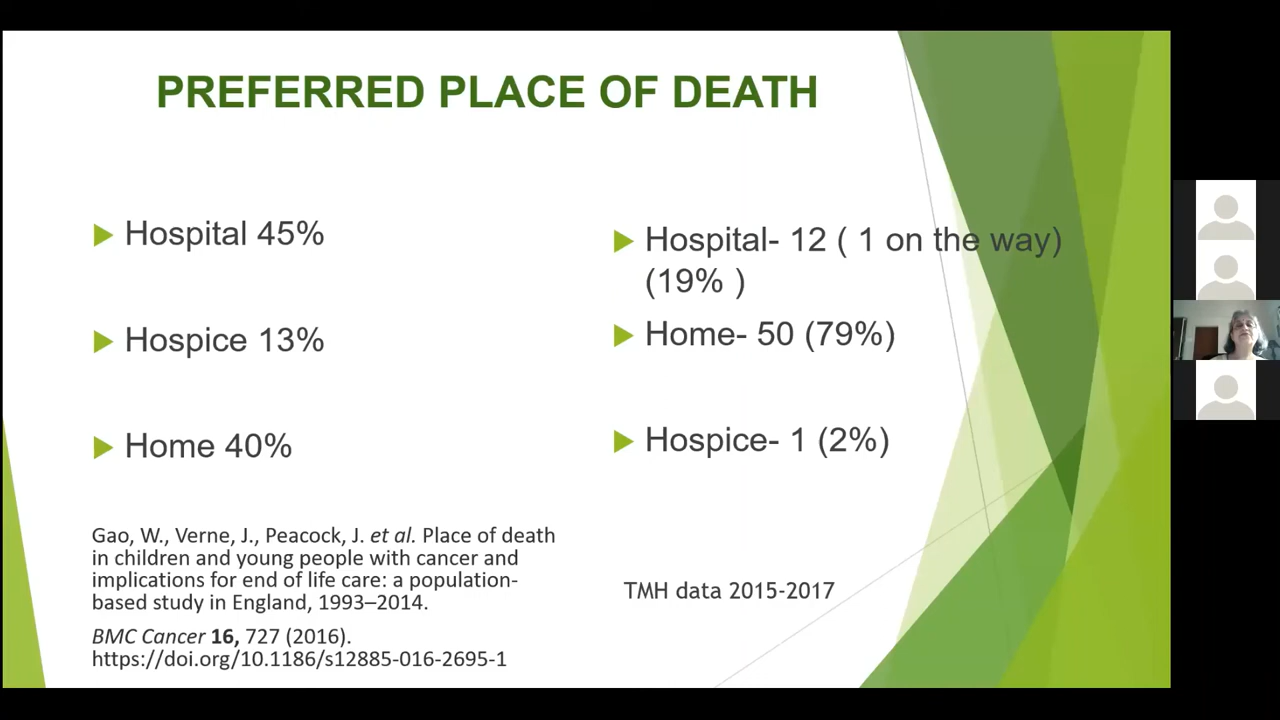 PREFERRED PLACE OF DEATH
Hospital 45%
Hospice 13%
Home 40%
Gao, W., Verne, J., Peacock, J. et al. Place of death
in children and young people with cancer and
implications for end of life care: a population-
based study in England, 1993–2014.
BMC Cancer 16, 727 (2016).
https://doi.org/10.1186/s12885-016-2695-1
Hospital- 12 ( 1 on the way)
(19% )
Home- 50 (79%)
Hospice- 1 (2%)
TMH data 2015-2017